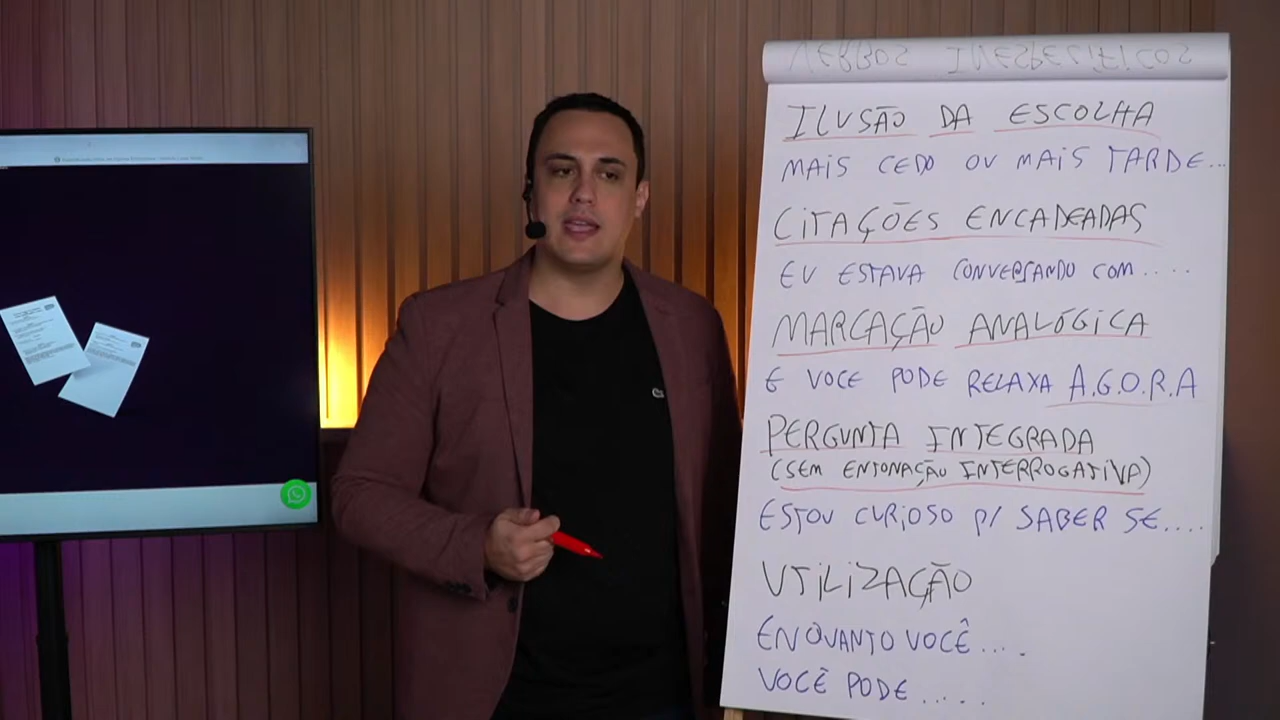 VERBOS INESPECÍFICOS
ILUSÃO DA ESCOLHA
MAIS CEDO OU MAIS TARDE...
CITAÇÕES ENCADEADAS
EU ESTAVA CONVERSANDO COM....
MARCAÇÃO ANALÓGICA
E VOCE PODE RELAXA A.G.O.R.A
PERGUNTA INTEGRADA
(SEM ENTONAÇÃO INTERROGATIVA)
ESTOU CURIOSO P/ SABER SE....
UTILIZAÇÃO
ENQUANTO VOCÊ....
VOCÊ PODE.....